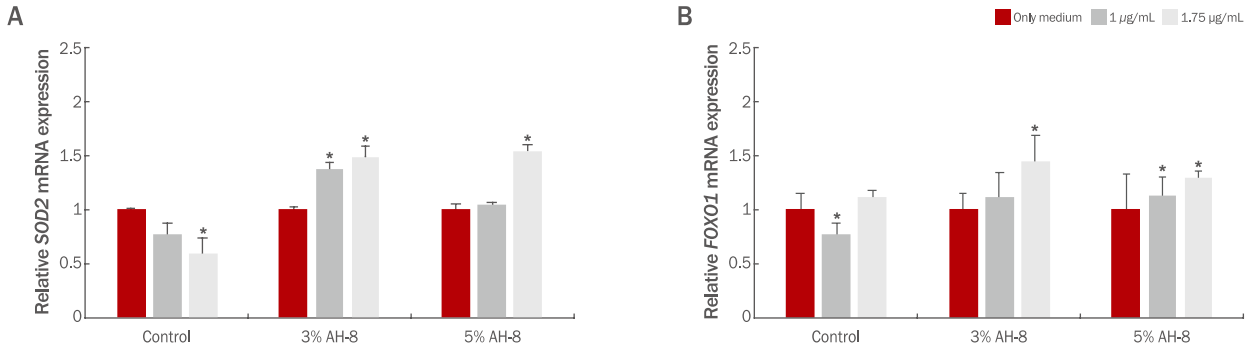 A
Relative SOD2 mRNA expression
2.5
2
1.5
1
0.5
0
*
*
*
*
Control
3% AH-8
5% AH-8
B
Only medium
1 µg/mL
1.75 µg/mL
Relative FOXO1 mRNA expression
2.5
2
1.5
1
0.5
0
*
*
*
*
Control
3% AH-8
5% AH-8